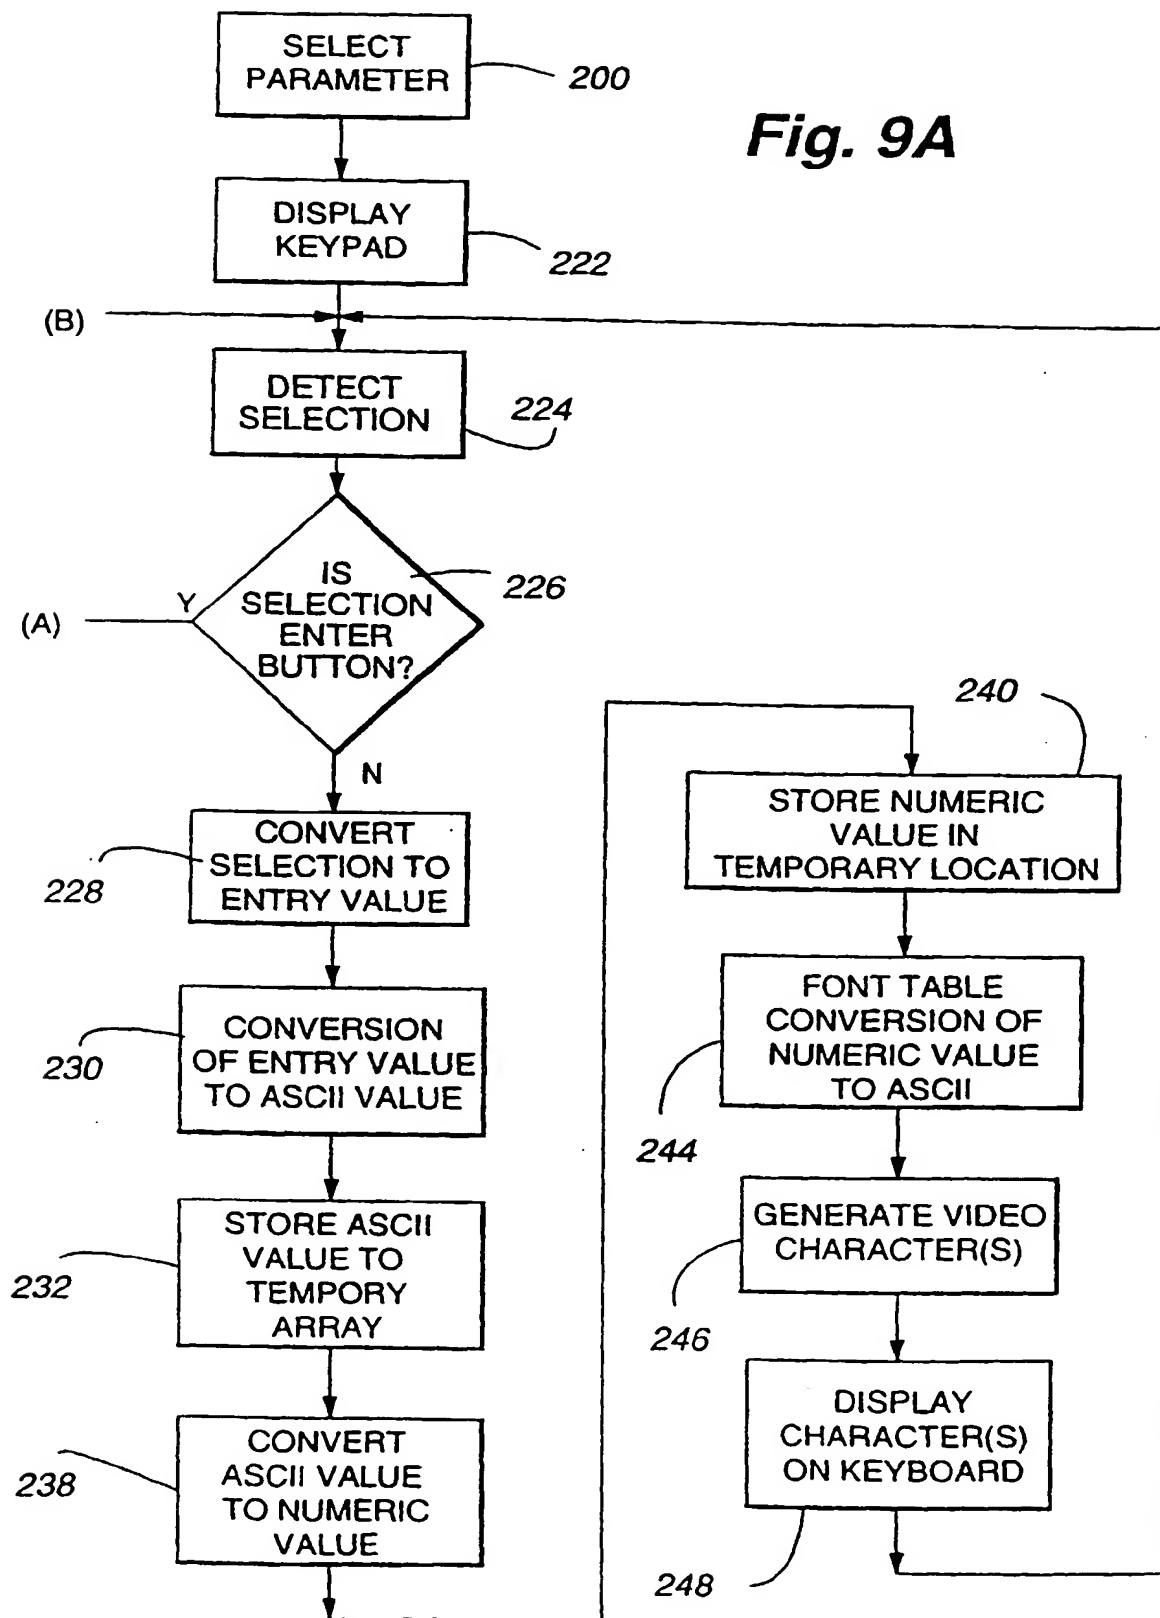 SELECT
PARAMETER
200
Fig. 9A
DISPLAY
KEYPAD
222
(B)
DETECT
SELECTION
224
IS
SELECTION
ENTER
BUTTON?
226
Y
(A)
N
CONVERT
SELECTION TO
ENTRY VALUE
228
CONVERSION
OF ENTRY VALUE
TO ASCII VALUE
230
STORE ASCII
VALUE TO
TEMPORY
ARRAY
232
CONVERT
ASCII VALUE
TO NUMERIC
VALUE
238
240
STORE NUMERIC
VALUE IN
TEMPORARY LOCATION
FONT TABLE
CONVERSION OF
NUMERIC VALUE
TO ASCII
244
GENERATE VIDEO
CHARACTER(S)
246
DISPLAY
CHARACTER(S)
ON KEYBOARD
248